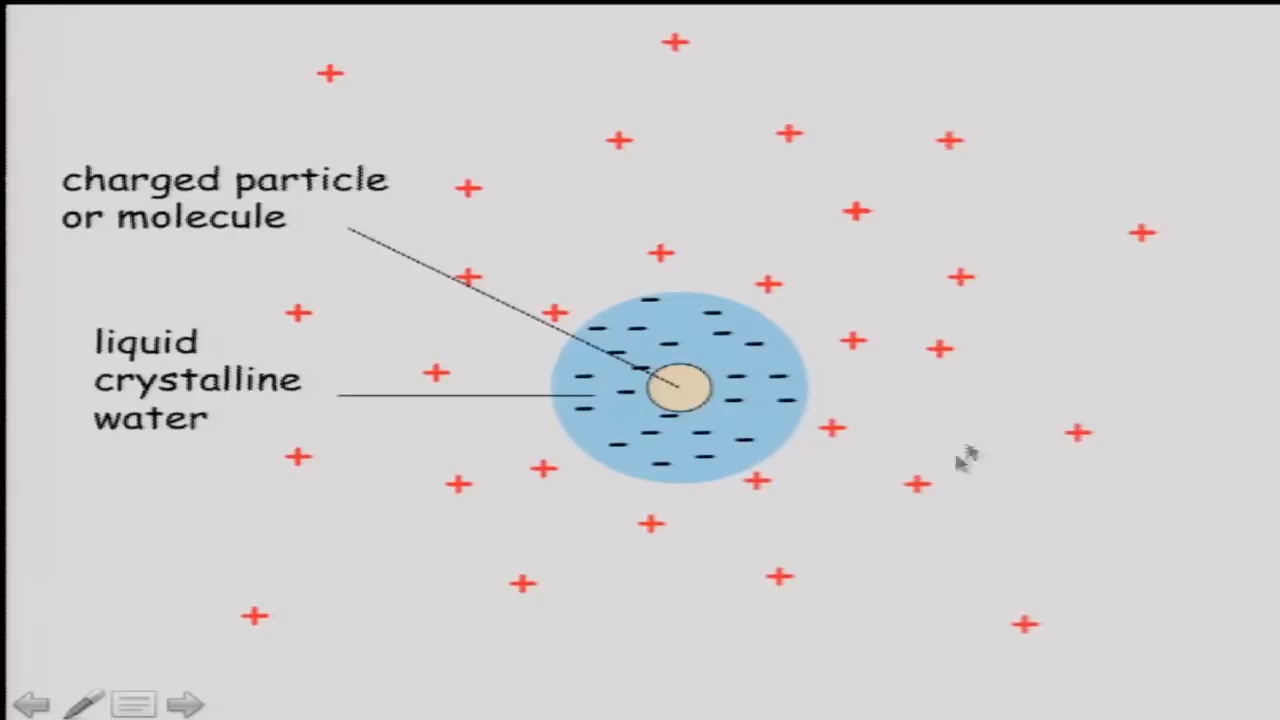 charged particle
or molecule
liquid
crystalline
water